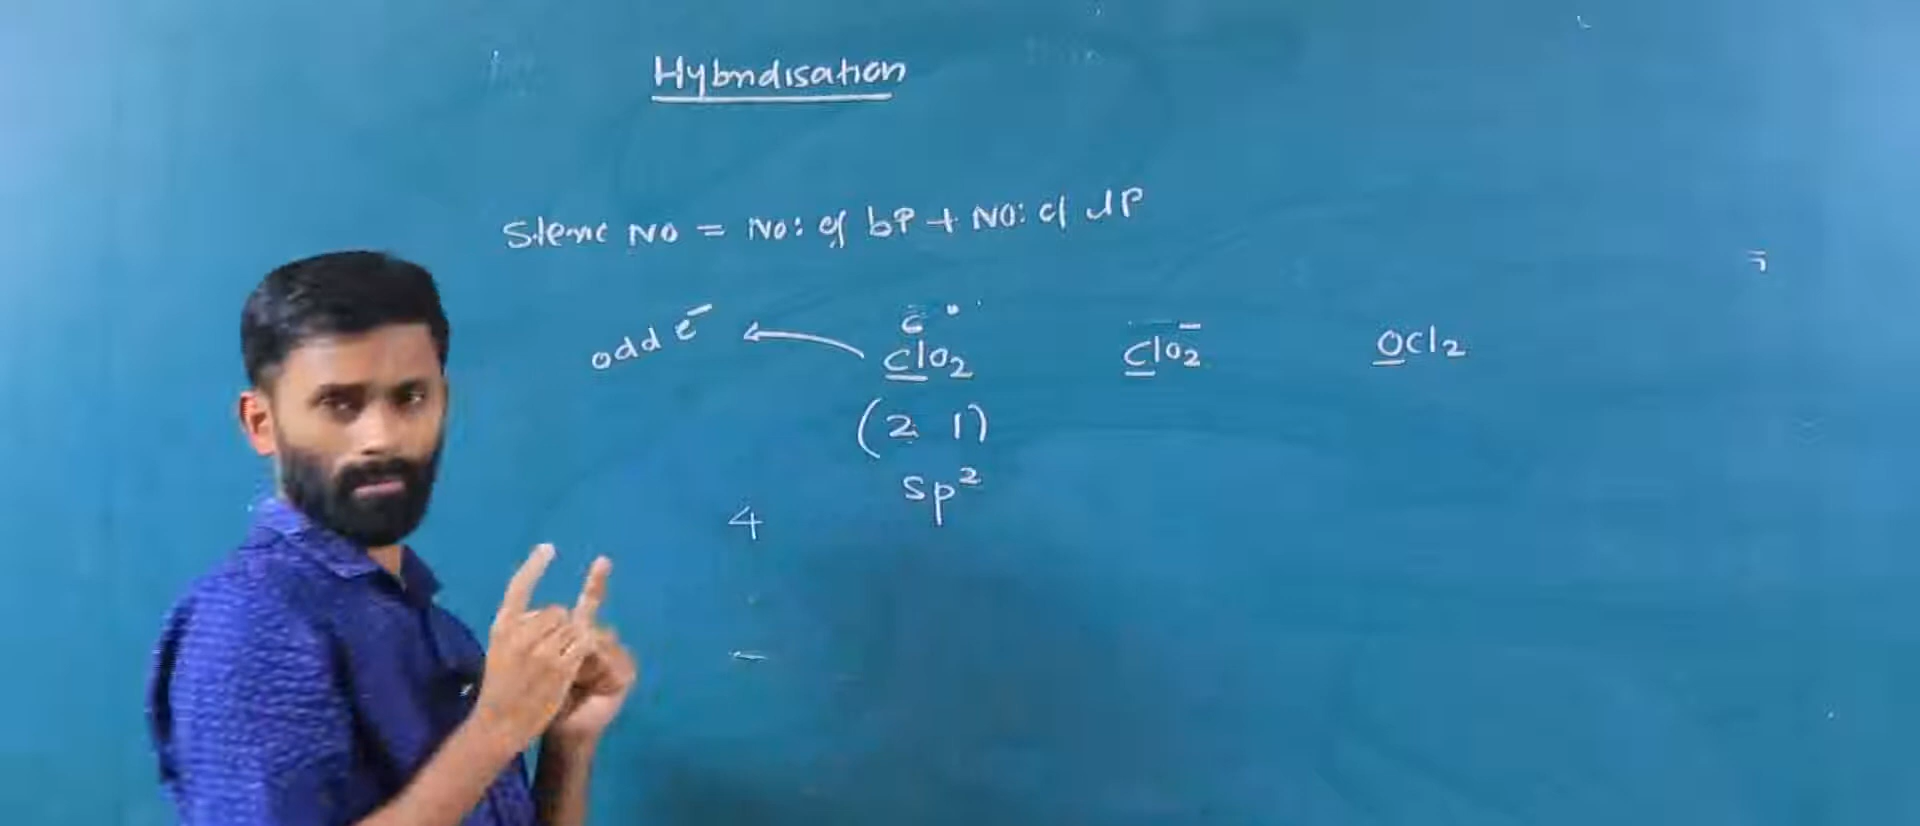 Hybridisation
Steric NO = No: of bP + NO: of lP
odd e⁻
ClO₂ ClO₂⁻ OCl₂
(2 1)
sp²
4